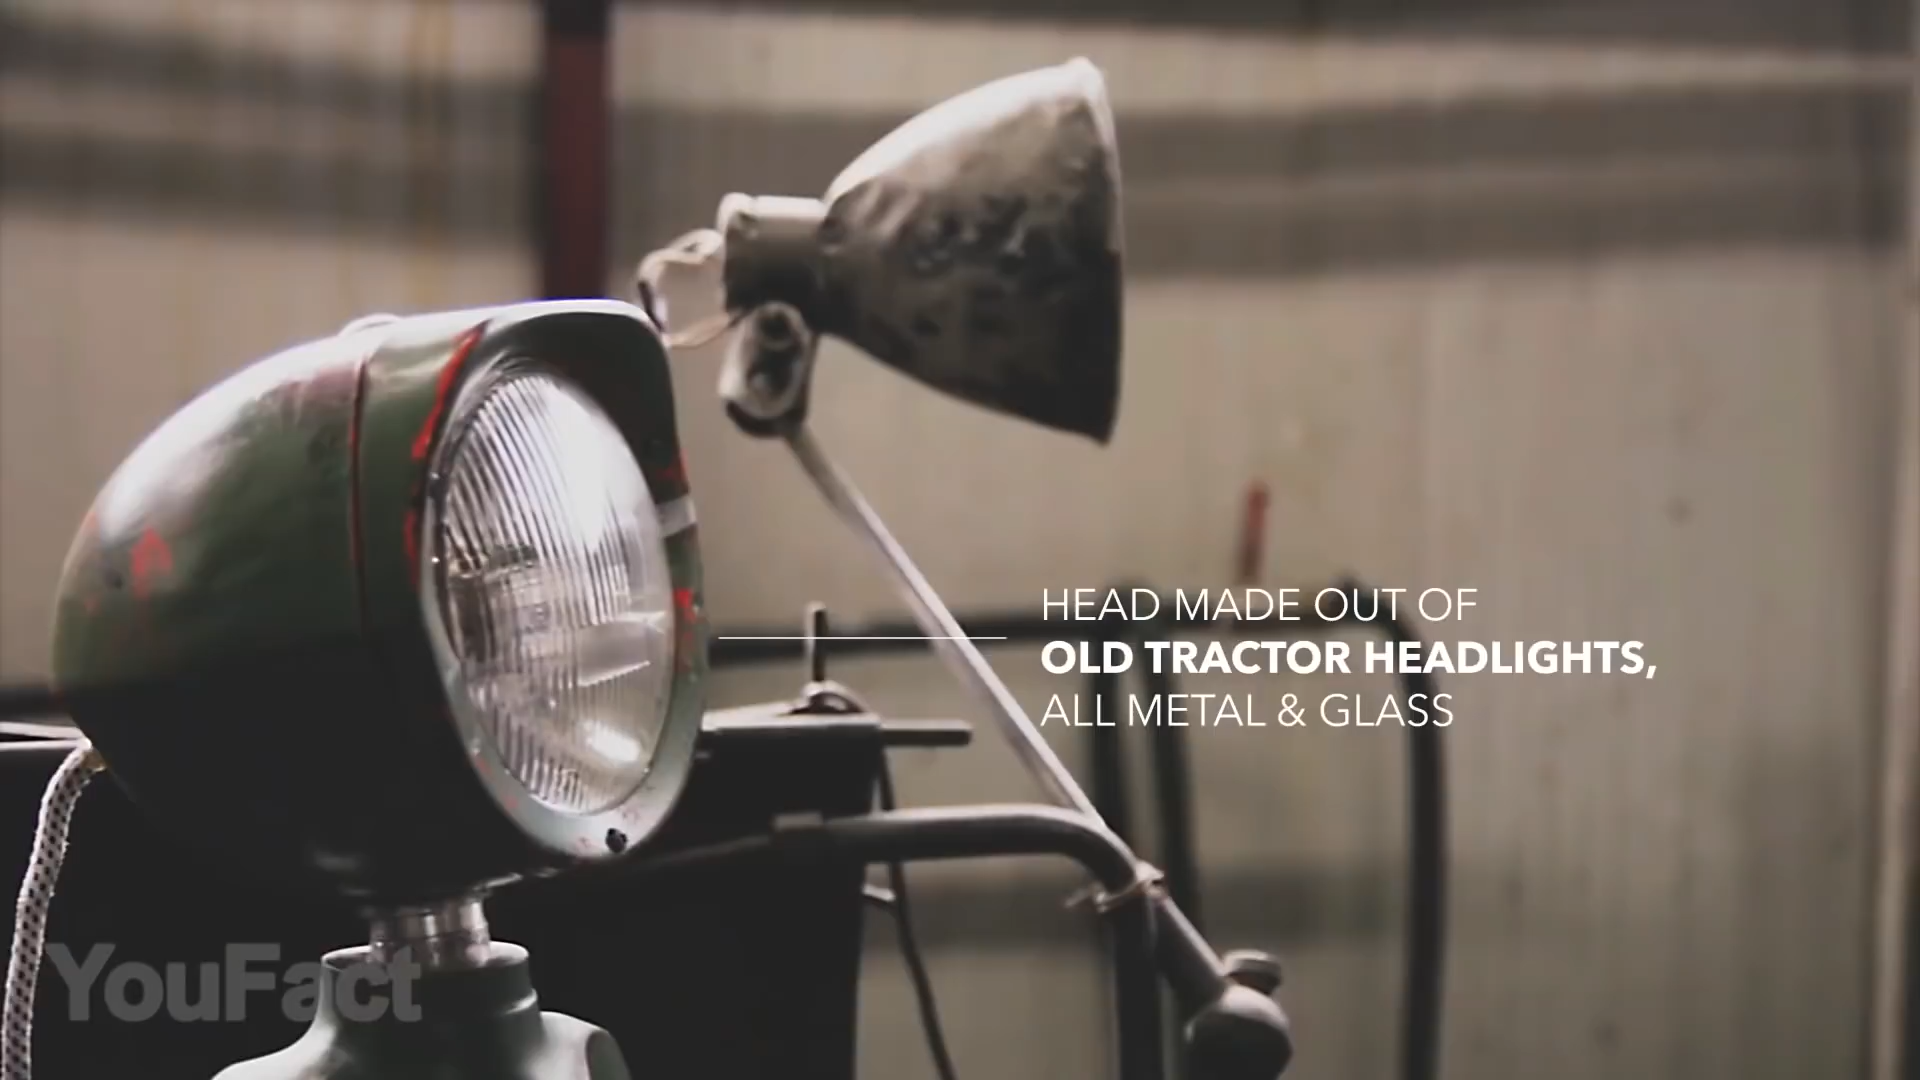 HEAD MADE OUT OF
OLD TRACTOR HEADLIGHTS,
ALL METAL & GLASS
YouFact